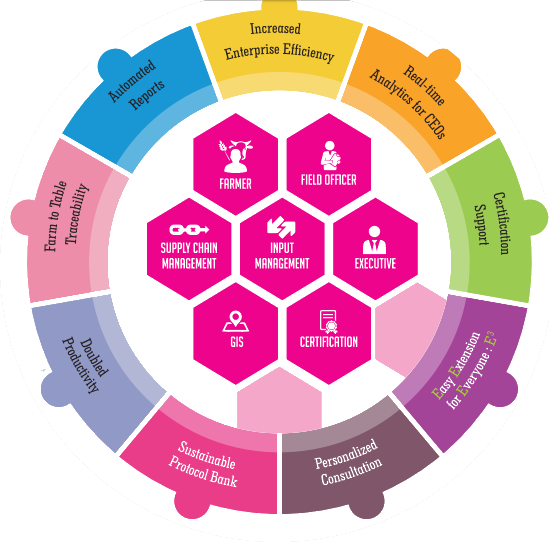 Increased
Enterprise Efficiency
Real-time
Analytics for CEOs
Certification
Support
Easy Extension
for Everyone : E³
Personalized
Consultation
Sustainable
Protocol Bank
Doubled
Productivity
Farm to Table
Traceability
Automated
Reports
FARMER
FIELD OFFICER
SUPPLY CHAIN
MANAGEMENT
INPUT
MANAGEMENT
EXECUTIVE
GIS
CERTIFICATION